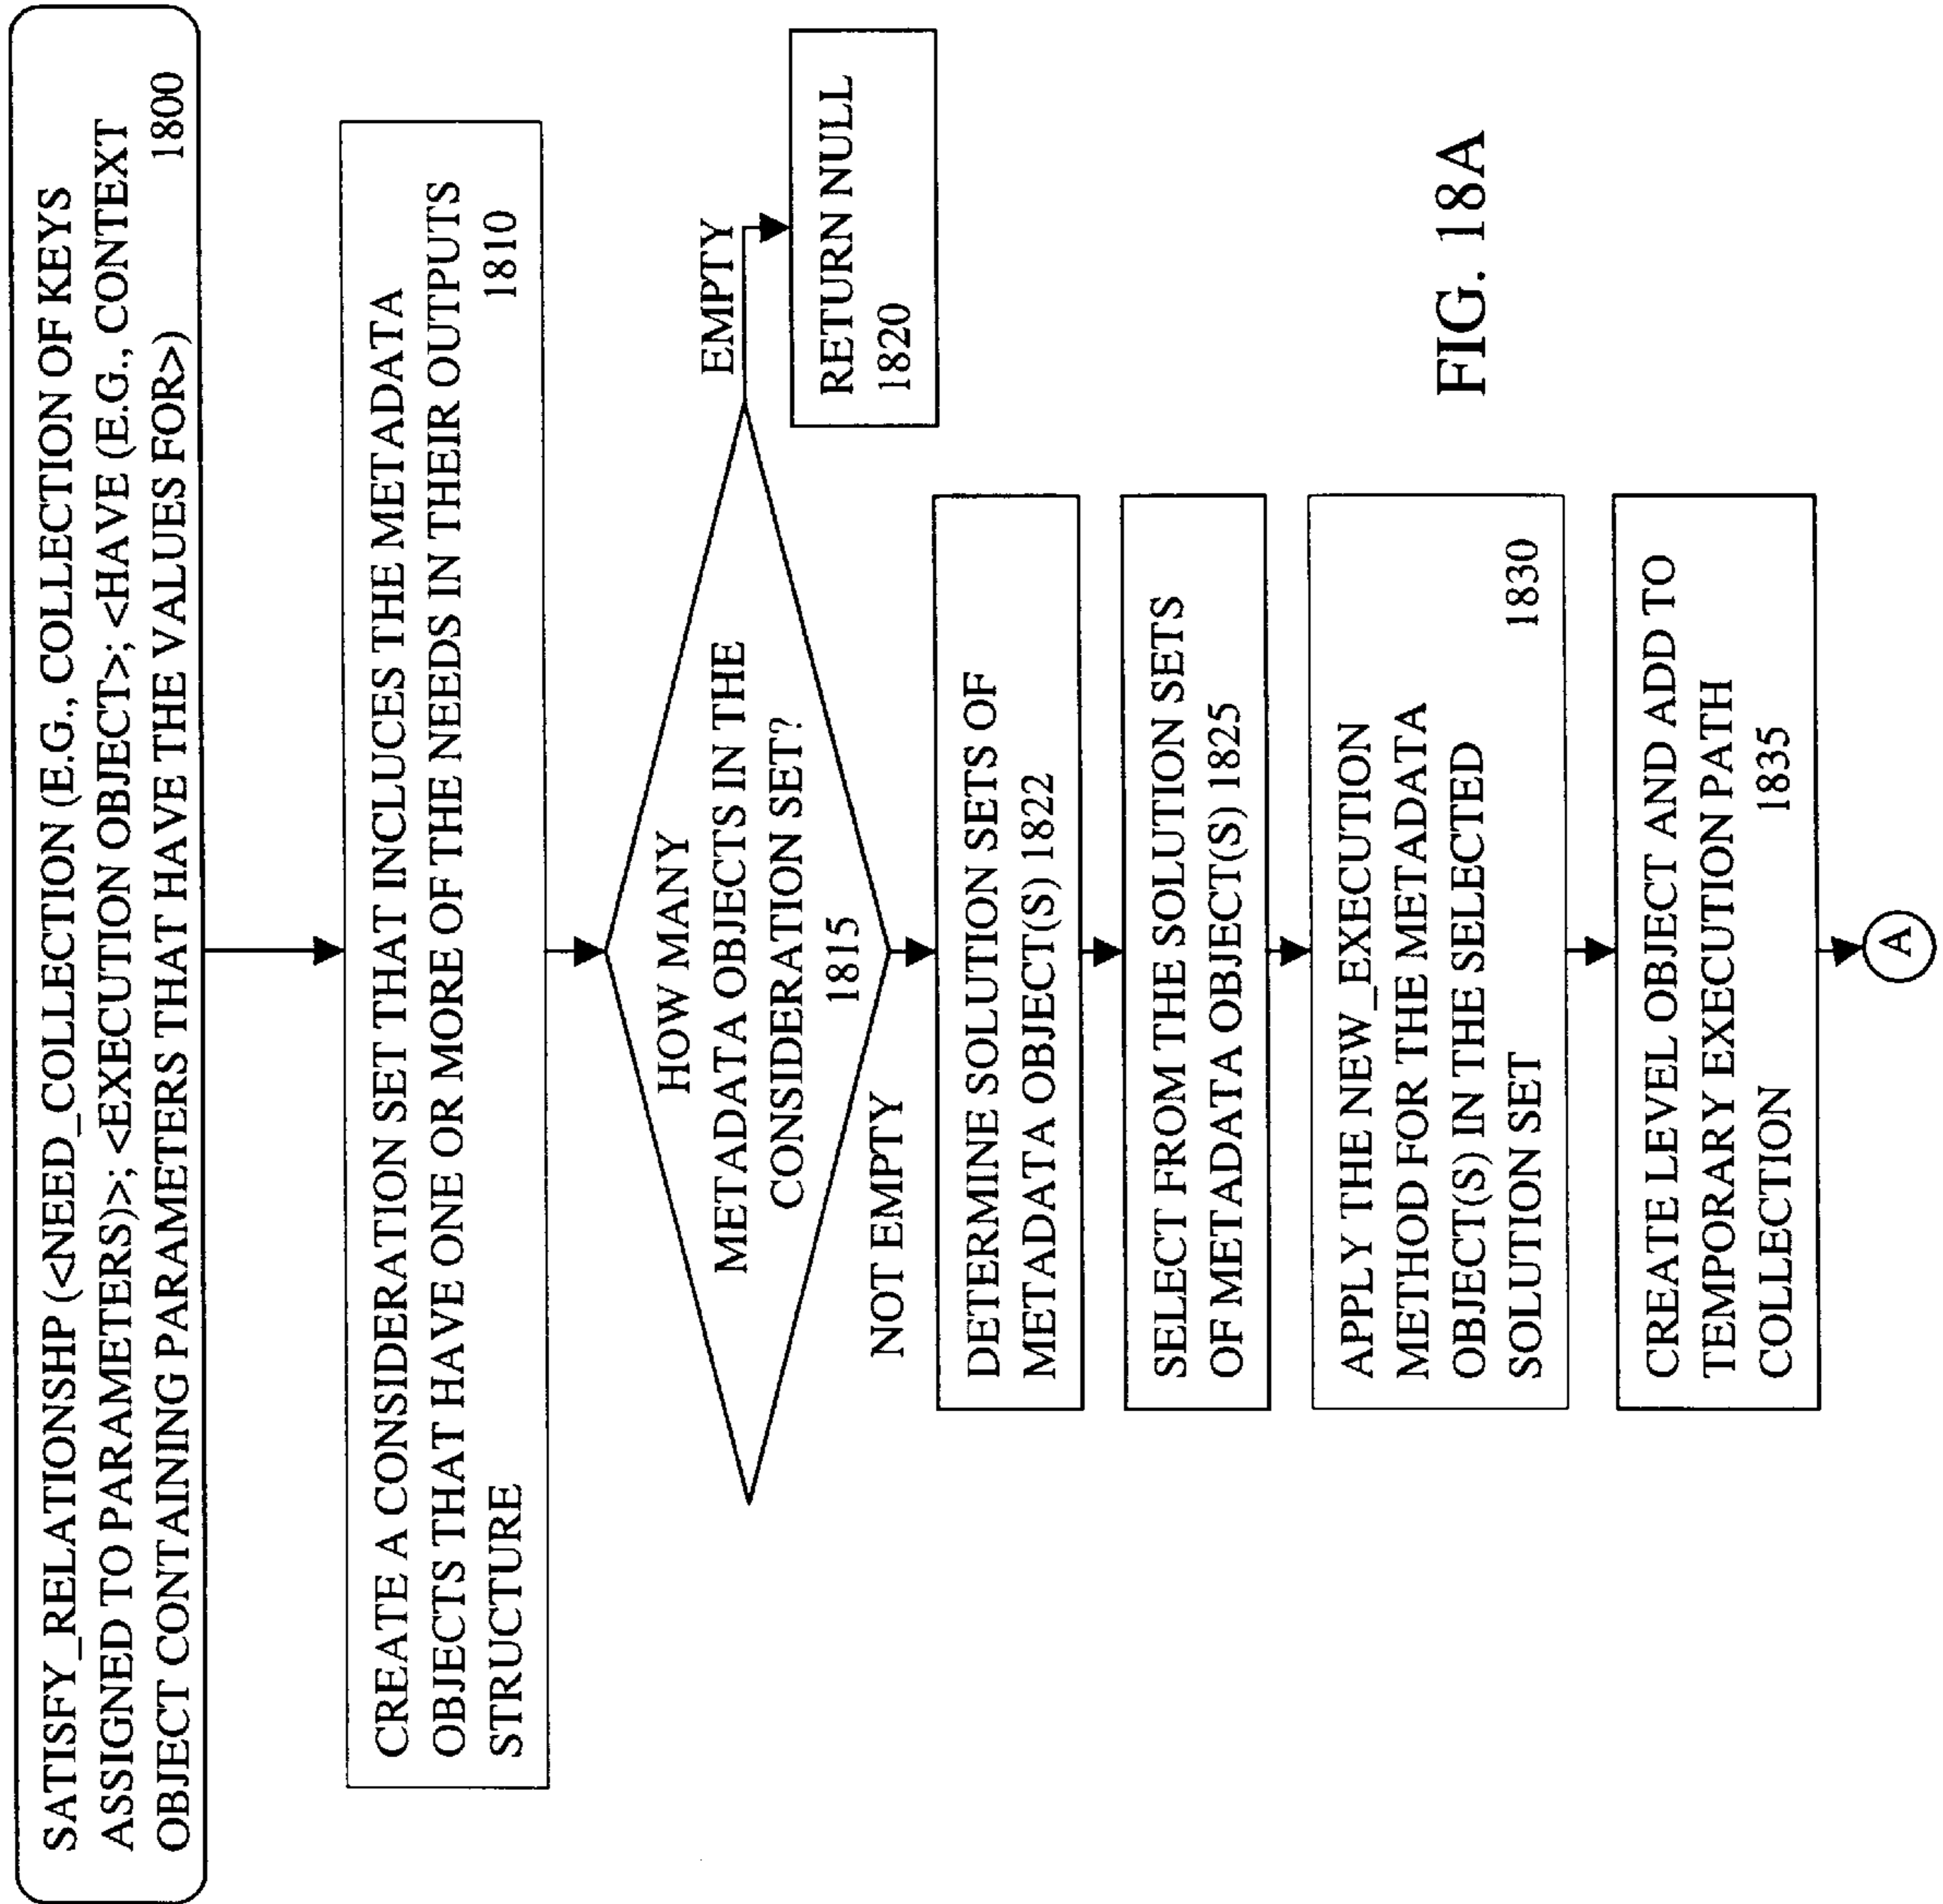 SATISFY_RELATIONSHP (<NEED_COLLECTION (E.G., COLLECTION OF KEYS
ASSIGNED TO PARAMETERS)>; <EXECUTION OBJECT>; <HAVE (E.G., CONTEXT
OBJECT CONTAINING PARAMETERS THAT HAVE THE VALUES FOR>) 1800
CREATE A CONSIDERATION SET THAT INCLUCES THE METADATA
OBJECTS THAT HAVE ONE OR MORE OF THE NEEDS IN THEIR OUTPUTS
STRUCTURE 1810
HOW MANY
METADATA OBJECTS IN THE
CONSIDERATION SET?
1815
EMPTY
RETURN NULL
1820
NOT EMPTY
DETERMINE SOLUTION SETS OF
METADATA OBJECT(S) 1822
SELECT FROM THE SOLUTION SETS
OF METADATA OBJECT(S) 1825
APPLY THE NEW_EXECUTION
METHOD FOR THE METADATA
OBJECT(S) IN THE SELECTED
SOLUTION SET 1830
CREATE LEVEL OBJECT AND ADD TO
TEMPORARY EXECUTION PATH
COLLECTION 1835
A
FIG. 18A